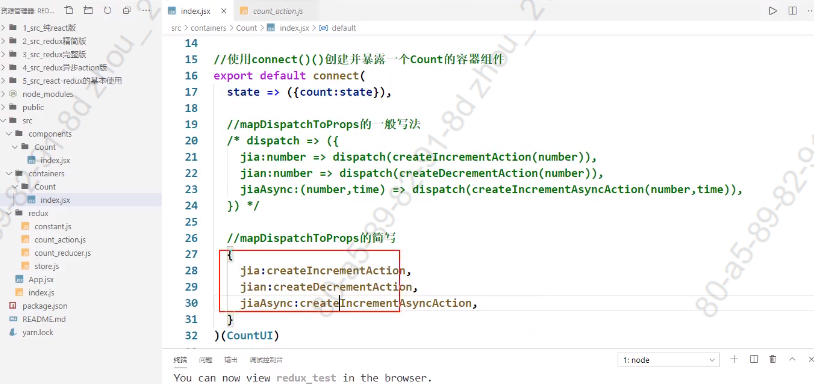 资源管理器: RED...
index.jsx
count_action.js
src > containers > Count > index.jsx > default
1_src_纯react版
2_src_redux精简版
3_src_redux完整版
4_src_redux异步action版
5_src_react-redux的基本使用
node_modules
public
src
components
Count
index.jsx
containers
Count
index.jsx
redux
constant.js
count_action.js
count_reducer.js
store.js
App.jsx
index.js
package.json
README.md
yarn.lock
14
15 //使用connect()()创建并暴露一个Count的容器组件
16 export default connect(
17 state => ({count:state}),
18
19 //mapDispatchToProps的一般写法
20 /* dispatch => ({
21 jia:number => dispatch(createIncrementAction(number)),
22 jian:number => dispatch(createDecrementAction(number)),
23 jiaAsync:(number,time) => dispatch(createIncrementAsyncAction(number,time)),
24 }) */
25
26 //mapDispatchToProps的简写
27 {
28 jia:createIncrementAction,
29 jian:createDecrementAction,
30 jiaAsync:createIncrementAsyncAction,
31 }
32 )(CountUI)
终端 问题 输出 调试控制台
1: node
You can now view redux_test in the browser.
80-a5-89-82-91-8d zhou_2